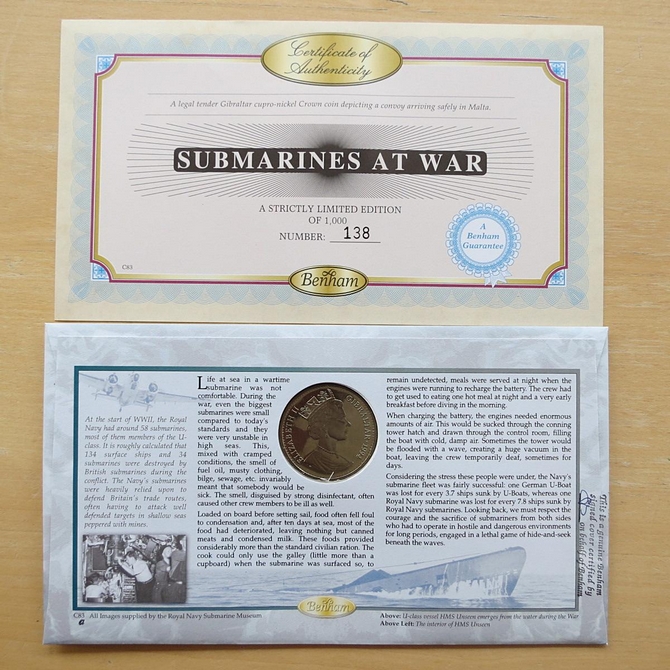 Certificate of
Authenticity
A legal tender Gibraltar cupro-nickel Crown coin depicting a convoy arriving safely in Malta.
SUBMARINES AT WAR
A STRICTLY LIMITED EDITION
OF 1,000
NUMBER: 138
A
Benham
Guarantee
C83
Benham
At the start of WWII, the Royal
Navy had around 58 submarines,
most of them members of the U-
class. It is roughly calculated that
134 surface ships and 34
submarines were destroyed by
British submarines during the
conflict. The Navy's submarines
were heavily relied upon to
defend Britain's trade routes,
often having to attack well
defended targets in shallow seas
peppered with mines.
Life at sea in a wartime
submarine was not
comfortable. During the
war, even the biggest
submarines were small
compared to today's
standards and they
were very unstable in
high seas. This,
mixed with cramped
conditions, the smell of
fuel oil, musty clothing,
bilge, sewage, etc. invariably
meant that somebody would be
sick. The smell, disguised by strong disinfectant, often
caused other crew members to be ill as well.
Loaded on board before setting sail, food often fell foul
to condensation and, after ten days at sea, most of the
food had deteriorated, leaving nothing but canned
meats and condensed milk. These foods provided
considerably more than the standard civilian ration. The
cook could only use the galley (little more than a
cupboard) when the submarine was surfaced so, to
ELIZABETH II
GIBRALTAR 1994
remain undetected, meals were served at night when the
engines were running to recharge the battery. The crew had
to get used to eating one hot meal at night and a very early
breakfast before diving in the morning.
When charging the battery, the engines needed enormous
amounts of air. This would be sucked through the conning
tower hatch and drawn through the control room, filling
the boat with cold, damp air. Sometimes the tower would
be flooded with a wave, creating a huge vacuum in the
boat, leaving the crew temporarily deaf, sometimes for
days.
Considering the stress these people were under, the Navy's
submarine fleet was fairly successful: one German U-Boat
was lost for every 3.7 ships sunk by U-Boats, whereas one
Royal Navy submarine was lost for every 7.8 ships sunk by
Royal Navy submarines. Looking back, we must respect
the courage and the sacrifice of submariners from both sides
who had to operate in hostile and dangerous environments
for long periods, engaged in a lethal game of hide-and-seek
beneath the waves.
This is genuine Benham
signed cover certified by
on behalf of Benham
C83 All Images supplied by the Royal Navy Submarine Museum
Benham
Above: U-class vessel HMS Unseen emerges from the water during the War
Above Left: The interior of HMS Unseen